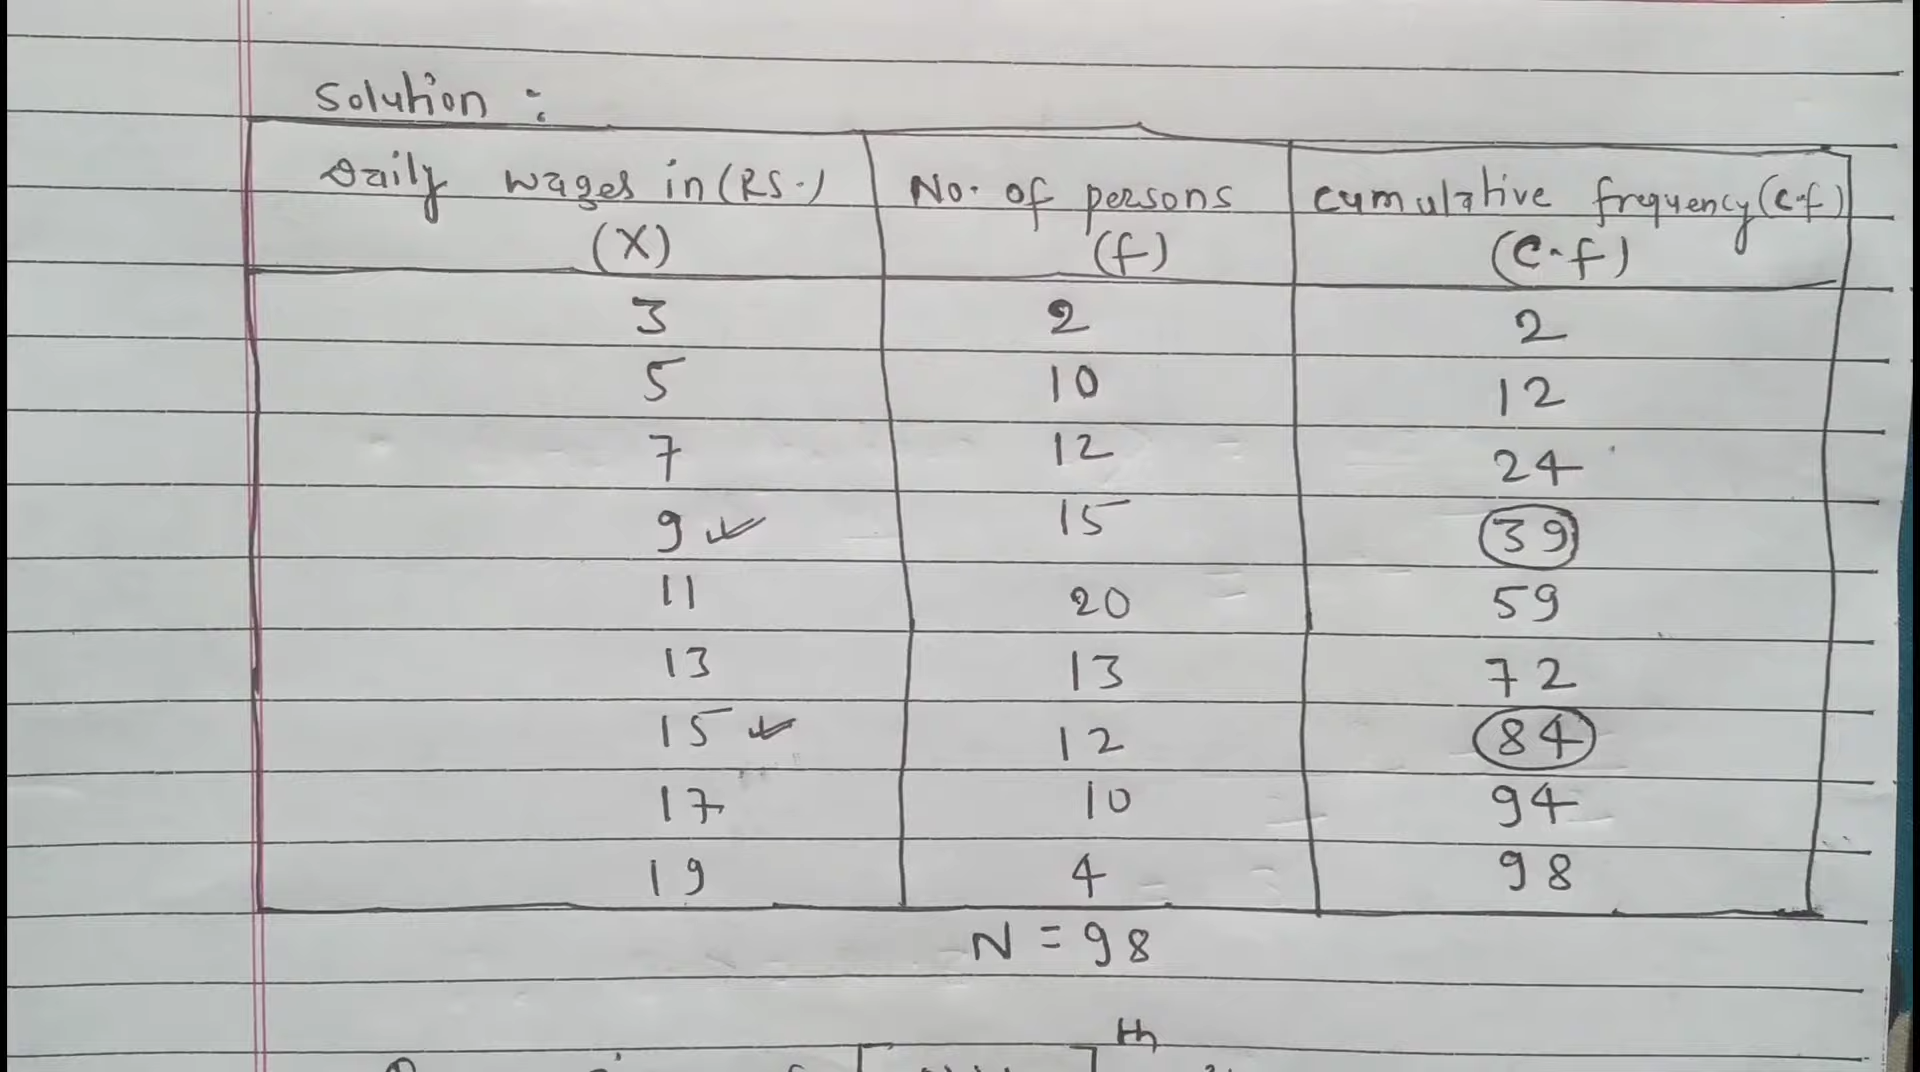 Solution :
Daily wages in (RS.) No. of persons cumulative frequency (c.f)
(X) (f) (c.f)
3 2 2
5 10 12
7 12 24
9 15 39
11 20 59
13 13 72
15 12 84
17 10 94
19 4 98
N = 98
th